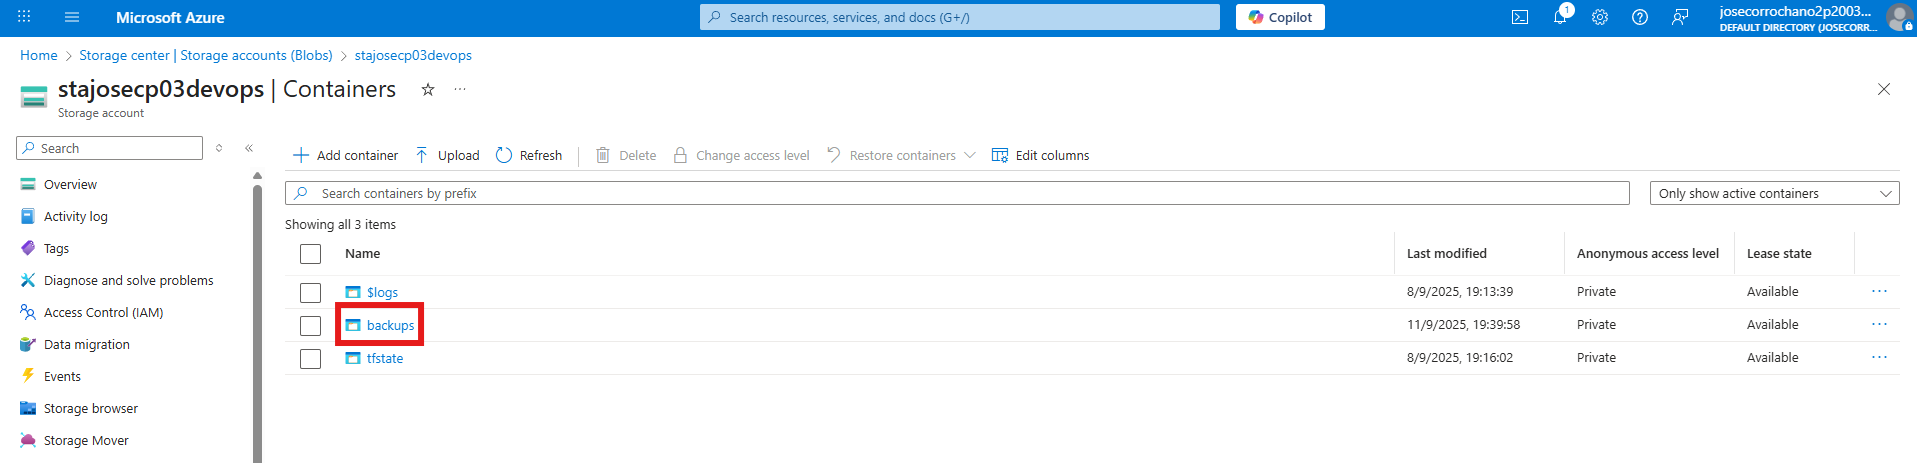 Microsoft Azure
Search resources, services, and docs (G+/)
Copilot
1
josecorrochano2p2003...
DEFAULT DIRECTORY (JOSECORR...
Home > Storage center | Storage accounts (Blobs) > stajosecp03devops
stajosecp03devops | Containers
Storage account
Search
Add container Upload Refresh Delete Change access level Restore containers Edit columns
Overview
Activity log
Tags
Diagnose and solve problems
Access Control (IAM)
Data migration
Events
Storage browser
Storage Mover
Search containers by prefix
Only show active containers
Showing all 3 items
Name Last modified Anonymous access level Lease state
$logs 8/9/2025, 19:13:39 Private Available
backups 11/9/2025, 19:39:58 Private Available
tfstate 8/9/2025, 19:16:02 Private Available